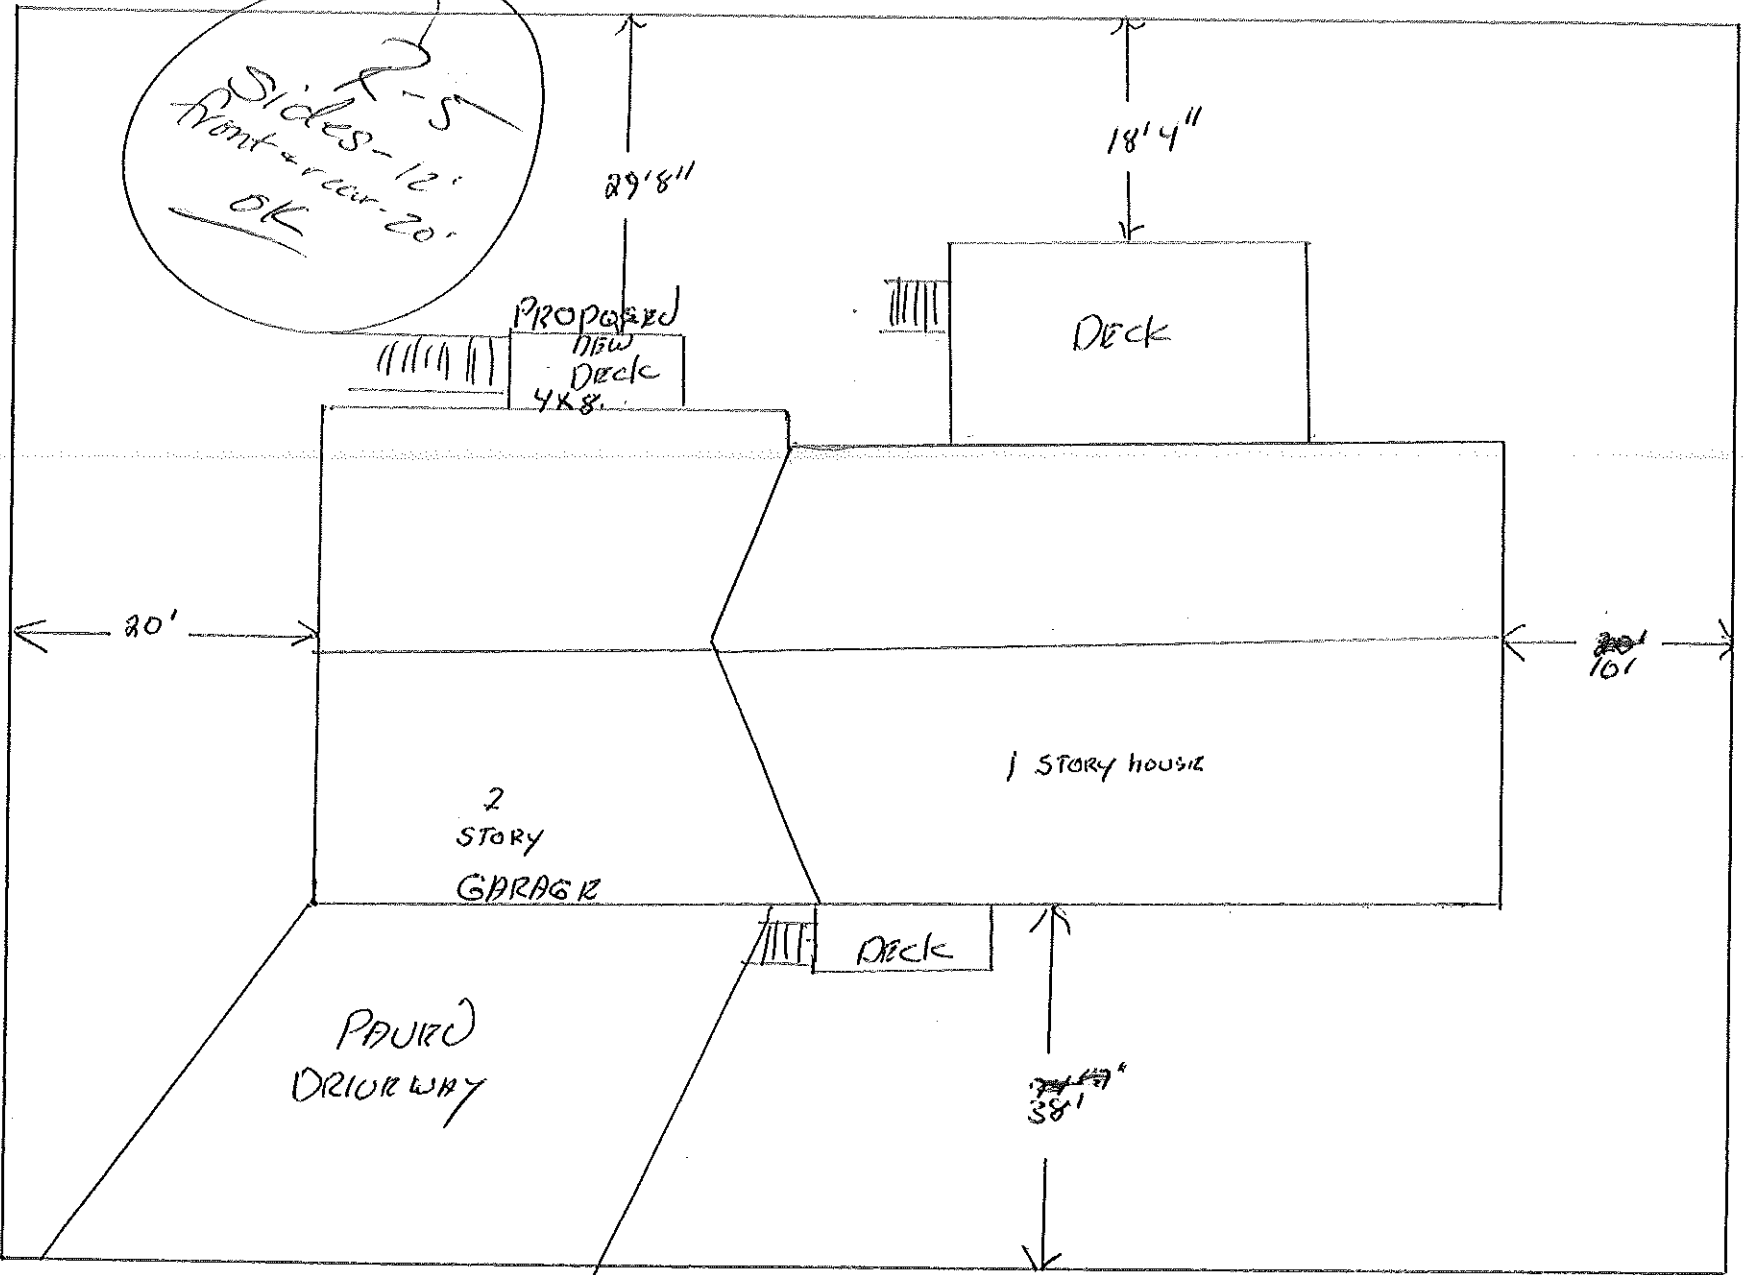 R-5
Sides-12'
front & rear-20'
OK
29'8"
18'4"
PROPOSED
NEW
DECK
4X8
DECK
20'
10'
1 STORY HOUSE
2
STORY
GARAGE
DECK
PAVED
DRIVEWAY
38'